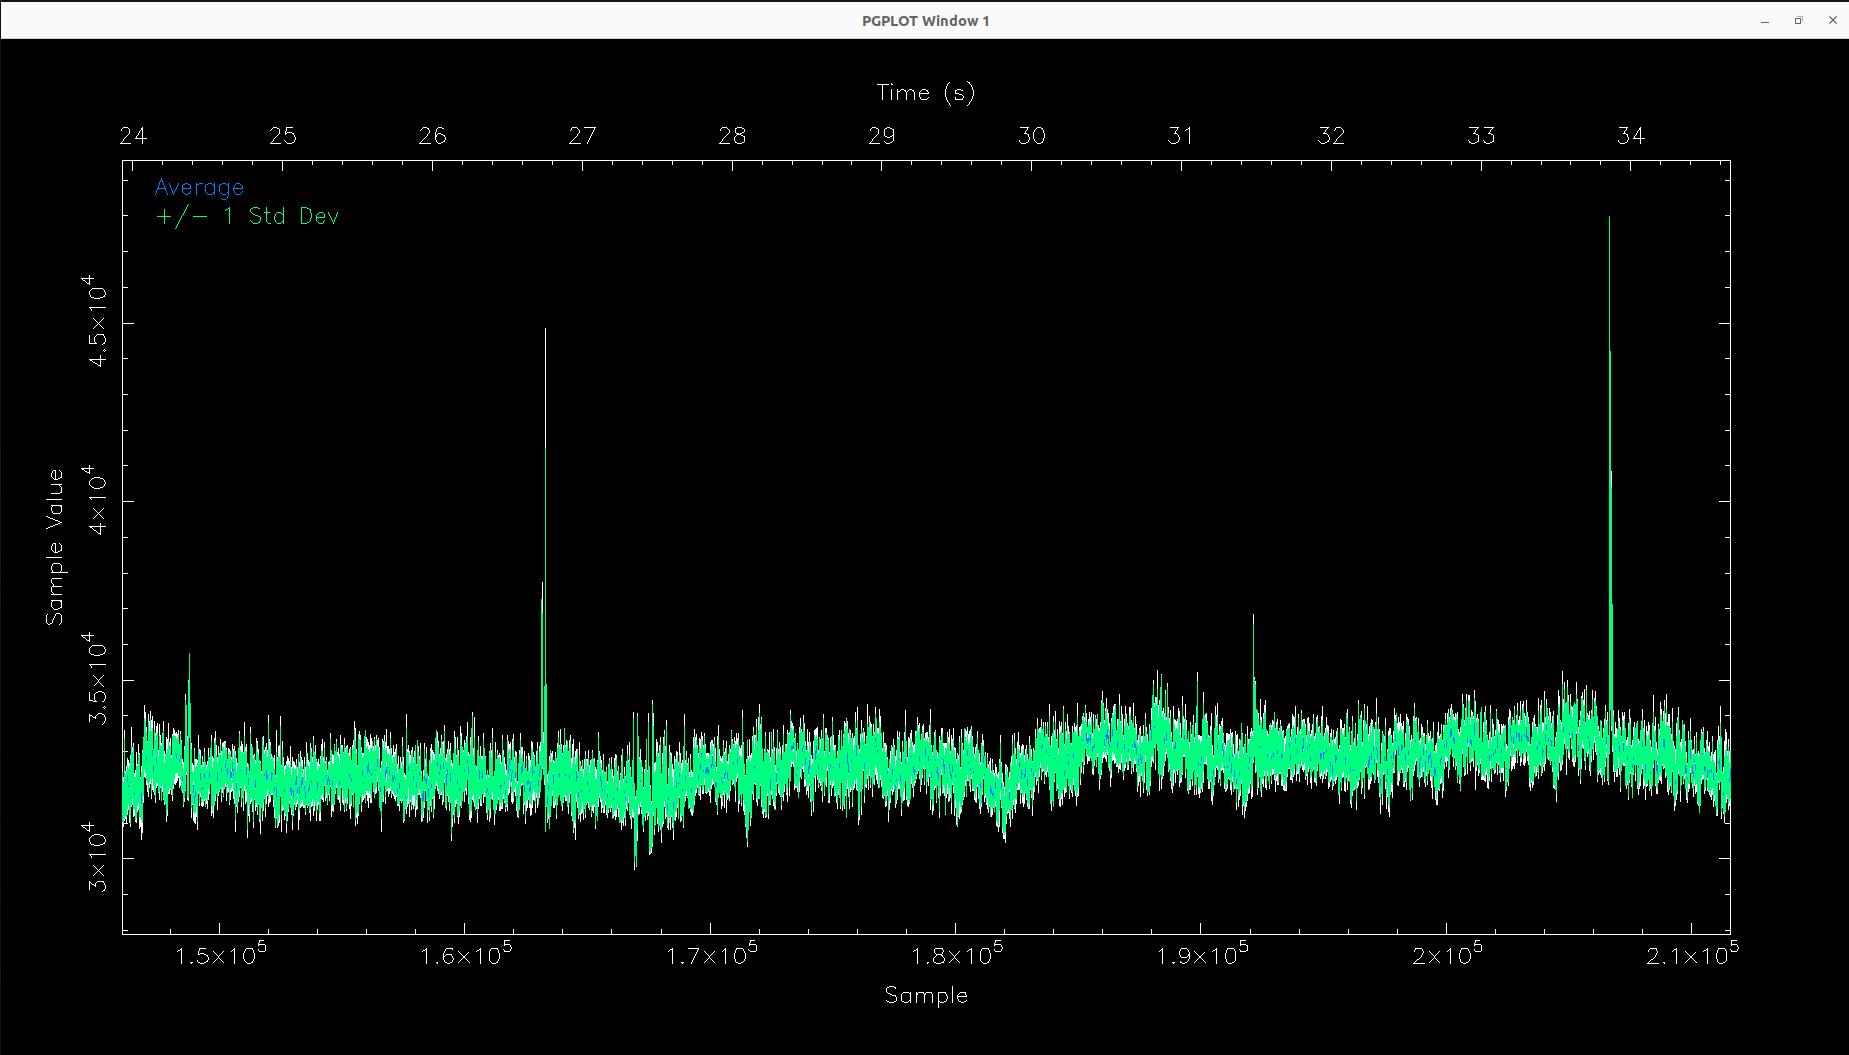 PGPLOT Window 1
Time (s)
24 25 26 27 28 29 30 31 32 33 34
Average
+/− 1 Std Dev
4.5×10⁴
4×10⁴
3.5×10⁴
3×10⁴
Sample Value
1.5×10⁵ 1.6×10⁵ 1.7×10⁵ 1.8×10⁵ 1.9×10⁵ 2×10⁵ 2.1×10⁵
Sample